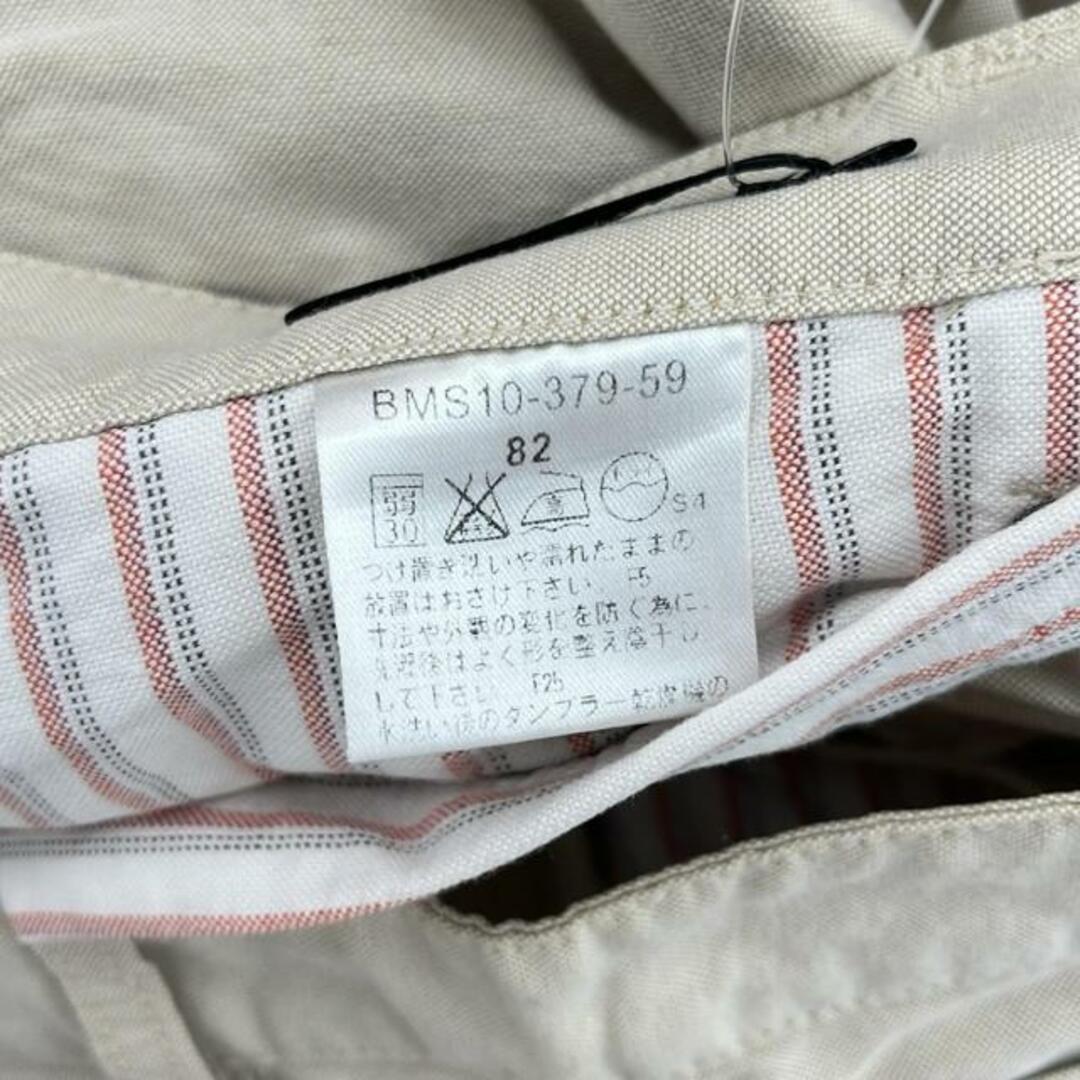 BMS10-379-59
82
弱
30
高
S4
つけ置き洗いや濡れたままの
放置はおさけ下さい F5
寸法や外観の変化を防ぐ為に、
洗濯後はよく形を整え陰干し
して下さい F25
水洗い後のタンブラー乾燥機の